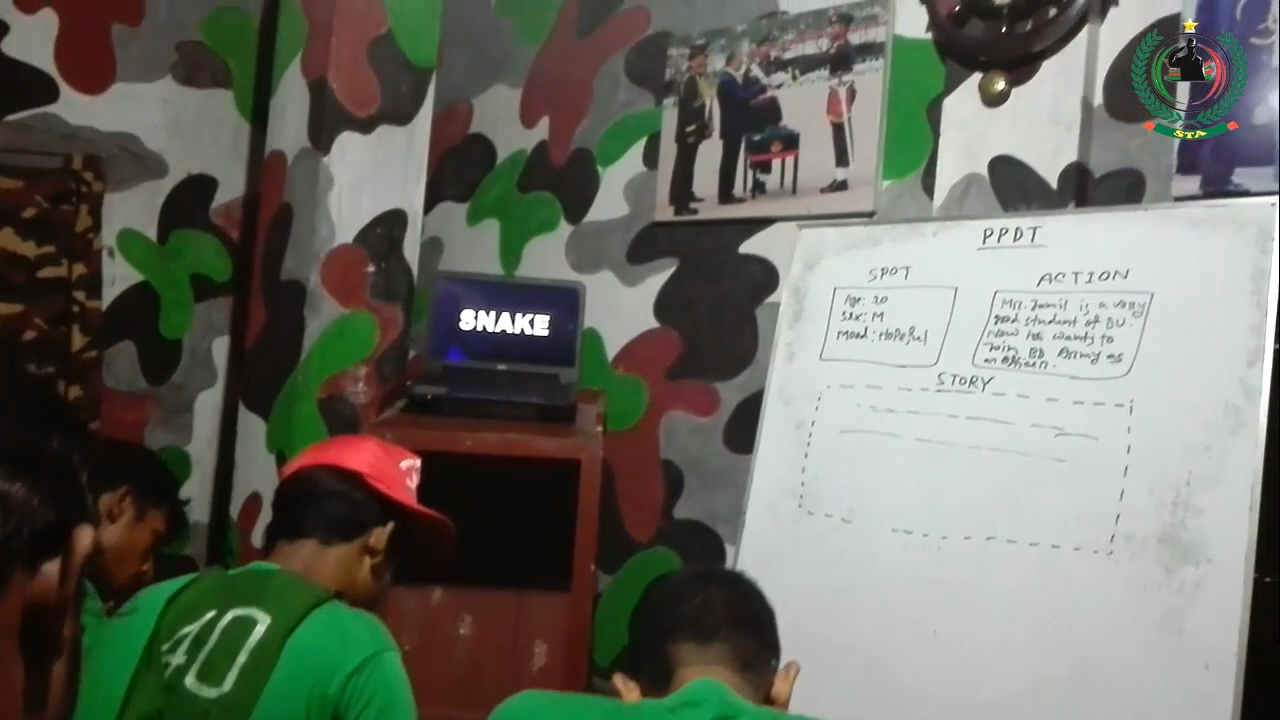 STA
PPDT
SPOT
Age: 20
Sex: M
Mood: Hopeful
ACTION
Mr. Jamil is a very
good student of DU.
Now he wants to
Join BD Army as
an officer.
STORY
SNAKE
40